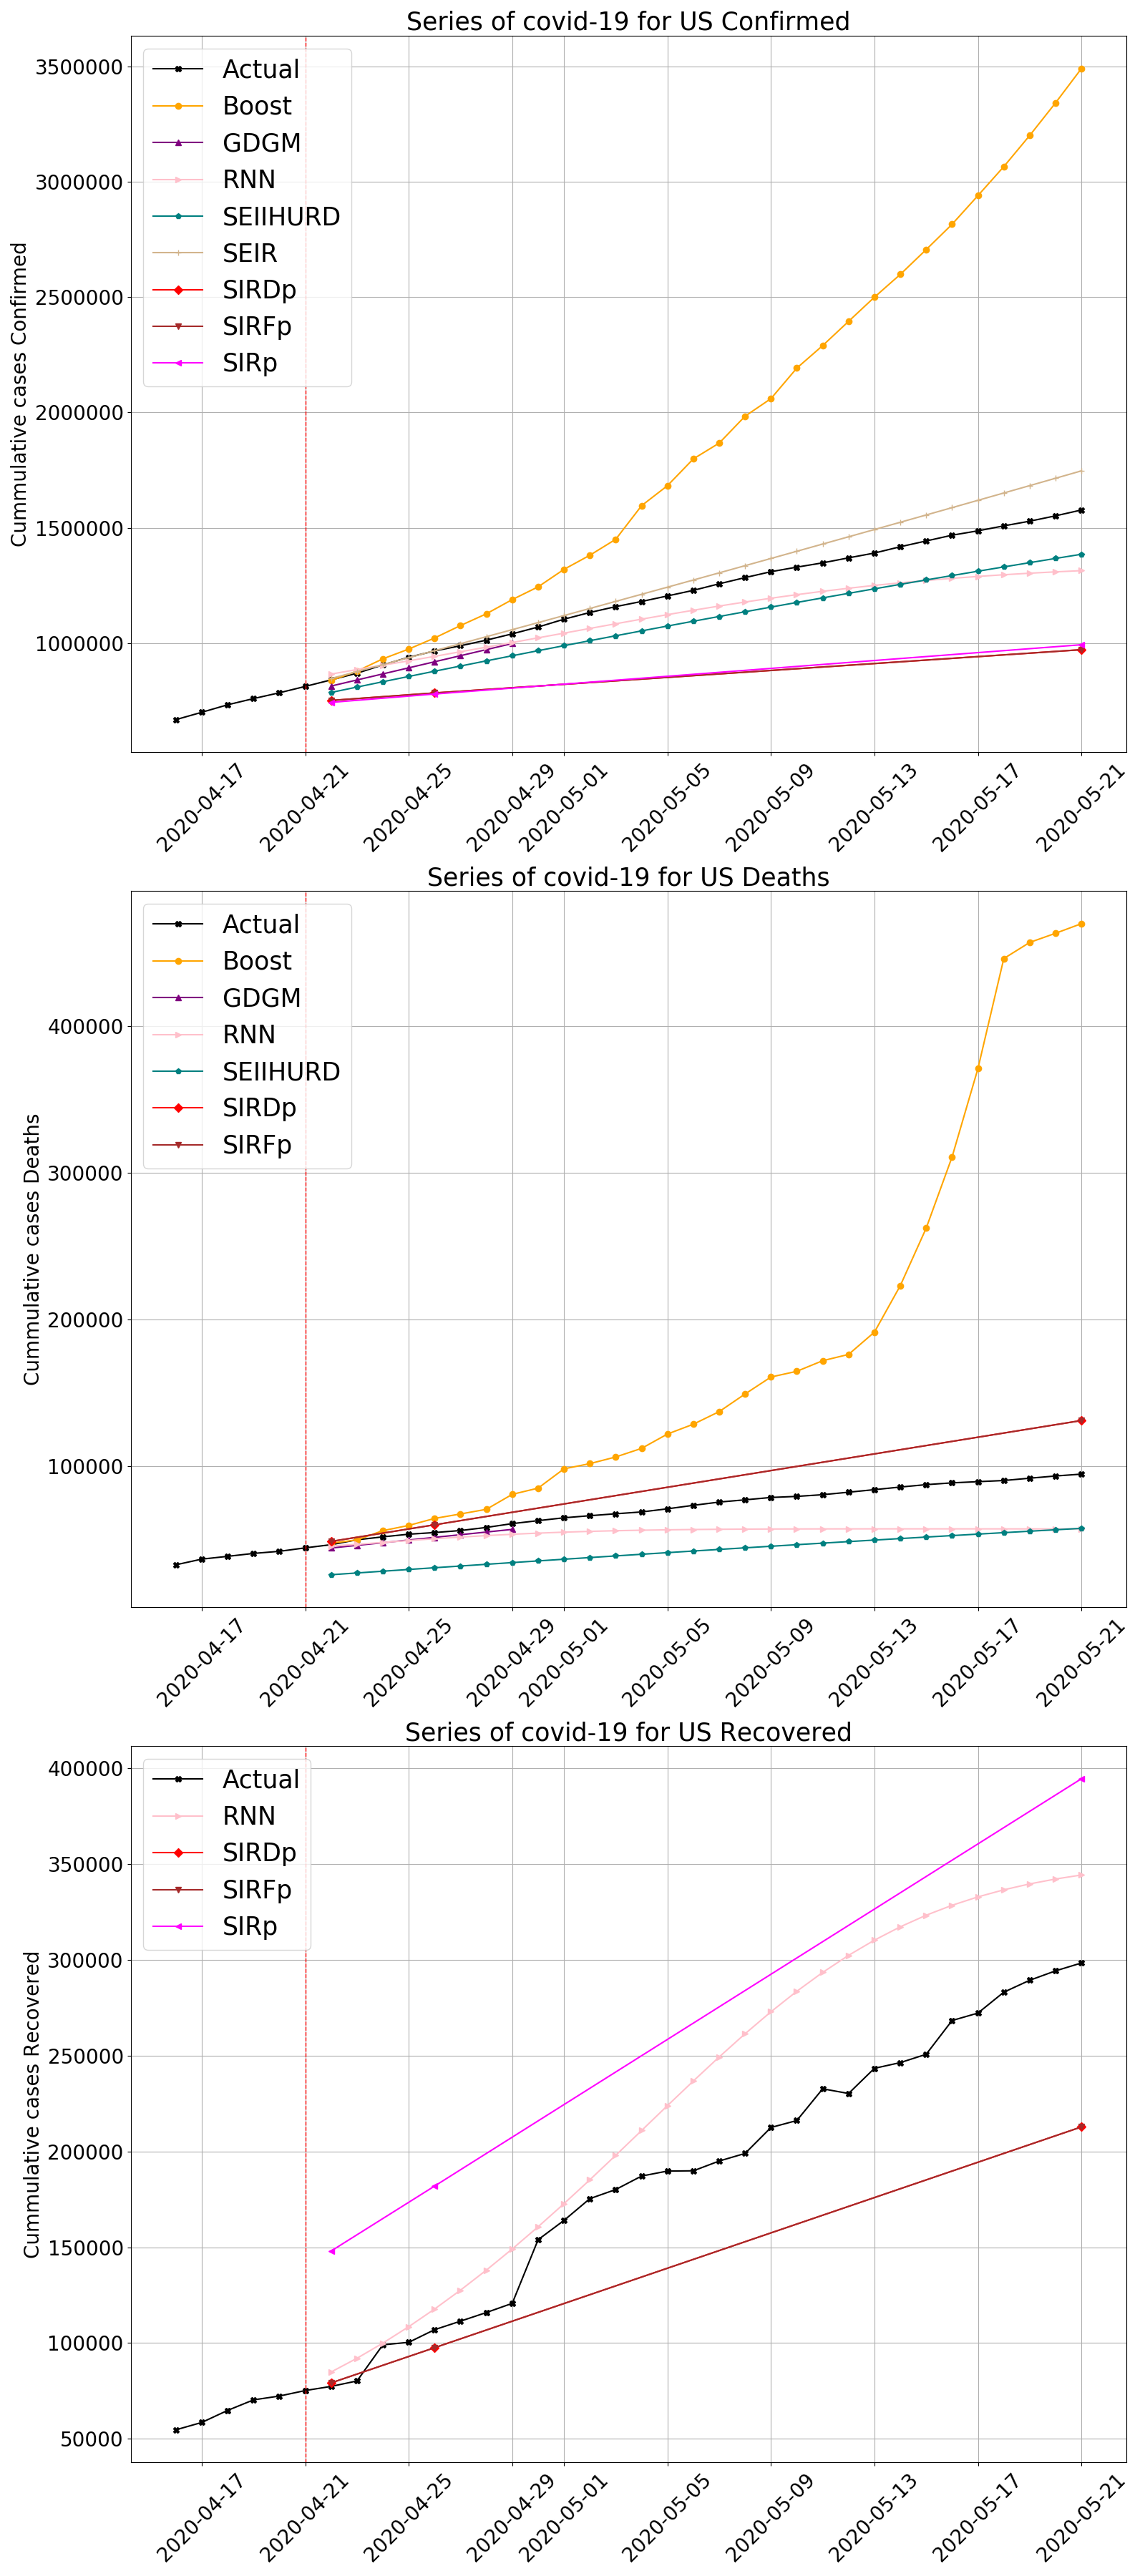 Series of covid-19 for US Confirmed
3500000
3000000
2500000
2000000
1500000
1000000
Cummulative cases Confirmed
Actual
Boost
GDGM
RNN
SEIIHURD
SEIR
SIRDp
SIRFp
SIRp
2020-04-17
2020-04-21
2020-04-25
2020-04-29
2020-05-01
2020-05-05
2020-05-09
2020-05-13
2020-05-17
2020-05-21
Series of covid-19 for US Deaths
400000
300000
200000
100000
Cummulative cases Deaths
Actual
Boost
GDGM
RNN
SEIIHURD
SIRDp
SIRFp
2020-04-17
2020-04-21
2020-04-25
2020-04-29
2020-05-01
2020-05-05
2020-05-09
2020-05-13
2020-05-17
2020-05-21
Series of covid-19 for US Recovered
400000
350000
300000
250000
200000
150000
100000
50000
Cummulative cases Recovered
Actual
RNN
SIRDp
SIRFp
SIRp
2020-04-17
2020-04-21
2020-04-25
2020-04-29
2020-05-01
2020-05-05
2020-05-09
2020-05-13
2020-05-17
2020-05-21